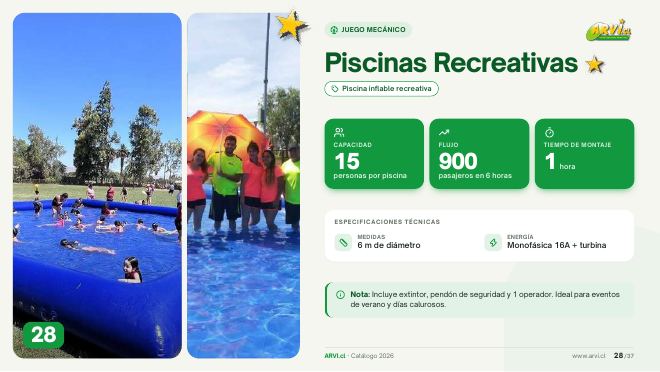 28
JUEGO MECÁNICO
ARVI.CL
Piscinas Recreativas
Piscina inflable recreativa
CAPACIDAD
15
personas por piscina
FLUJO
900
pasajeros en 6 horas
TIEMPO DE MONTAJE
1 hora
ESPECIFICACIONES TÉCNICAS
MEDIDAS
6 m de diámetro
ENERGÍA
Monofásica 16A + turbina
Nota: Incluye extintor, pendón de seguridad y 1 operador. Ideal para eventos
de verano y días calurosos.
ARVI.cl · Catálogo 2026
www.arvi.cl 28/37